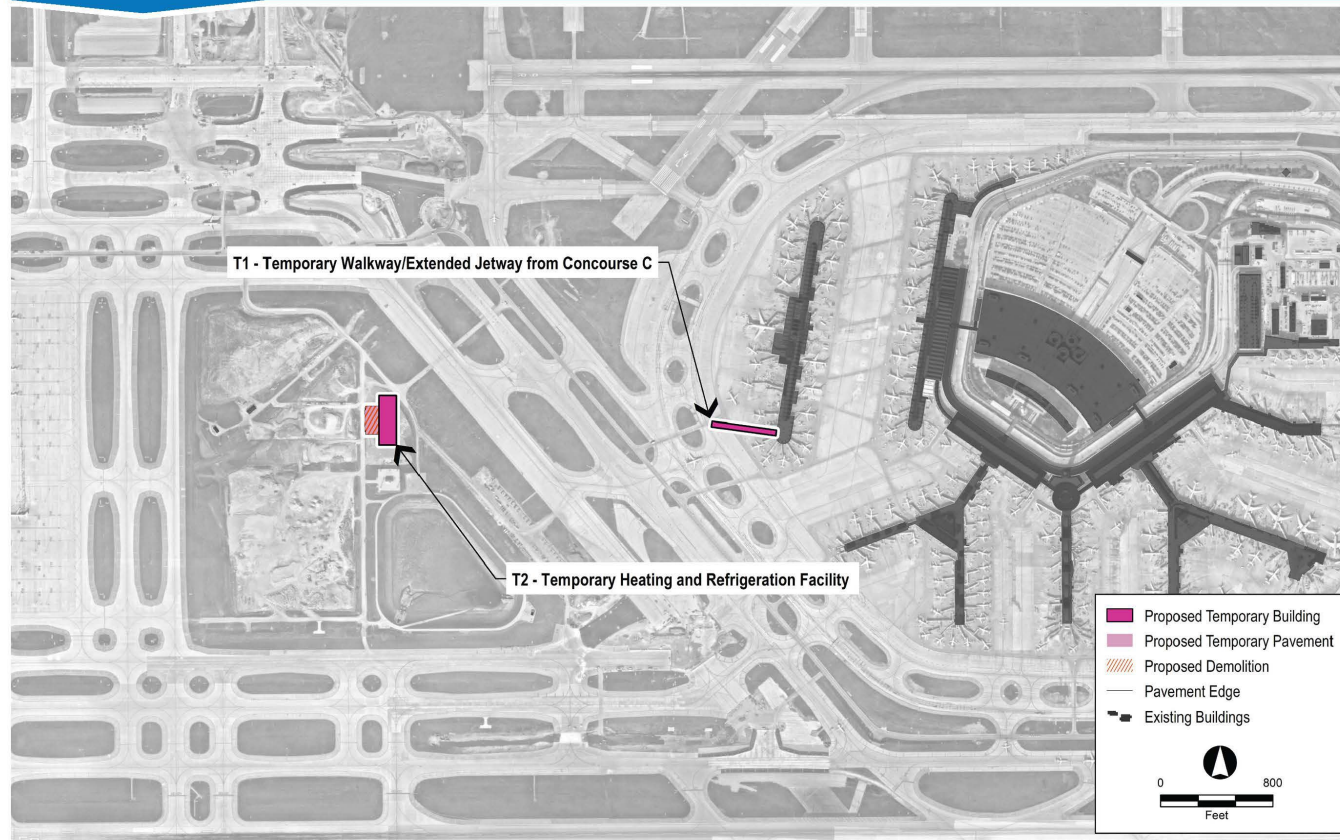 T1 - Temporary Walkway/Extended Jetway from Concourse C
T2 - Temporary Heating and Refrigeration Facility
Proposed Temporary Building
Proposed Temporary Pavement
Proposed Demolition
Pavement Edge
Existing Buildings
0 800
Feet